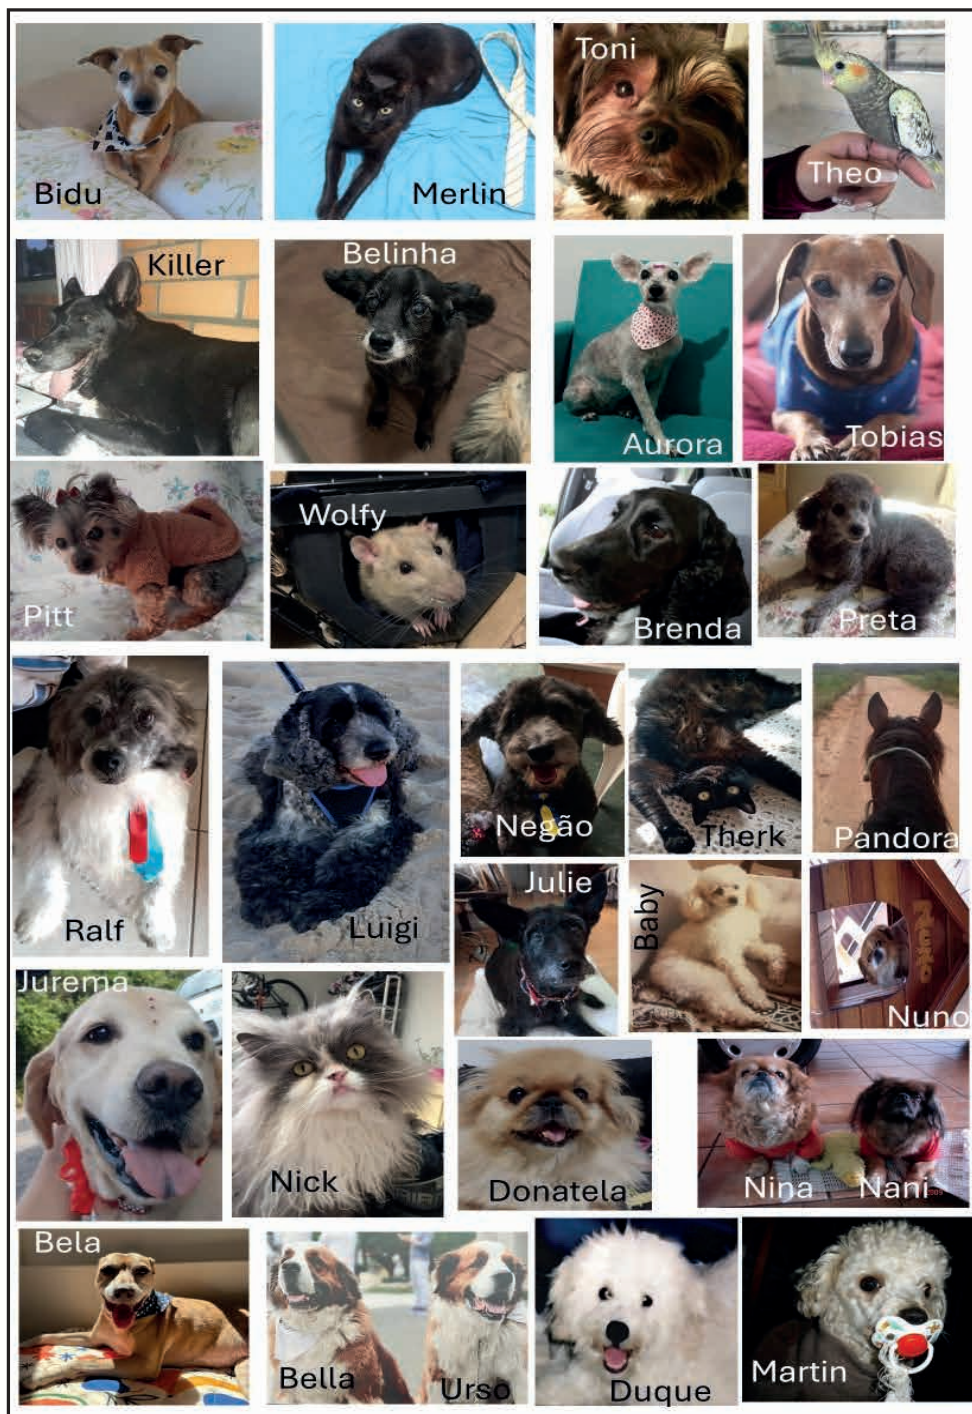 Bidu
Merlin
Toni
Theo
Killer
Belinha
Aurora
Tobias
Pitt
Wolfy
Brenda
Preta
Ralf
Luigi
Negão
Therk
Pandora
Julie
Baby
NUNO
Nuno
Jurema
Nick
Donatela
Nina
Nani
Bela
Bella
Urso
Duque
Martin